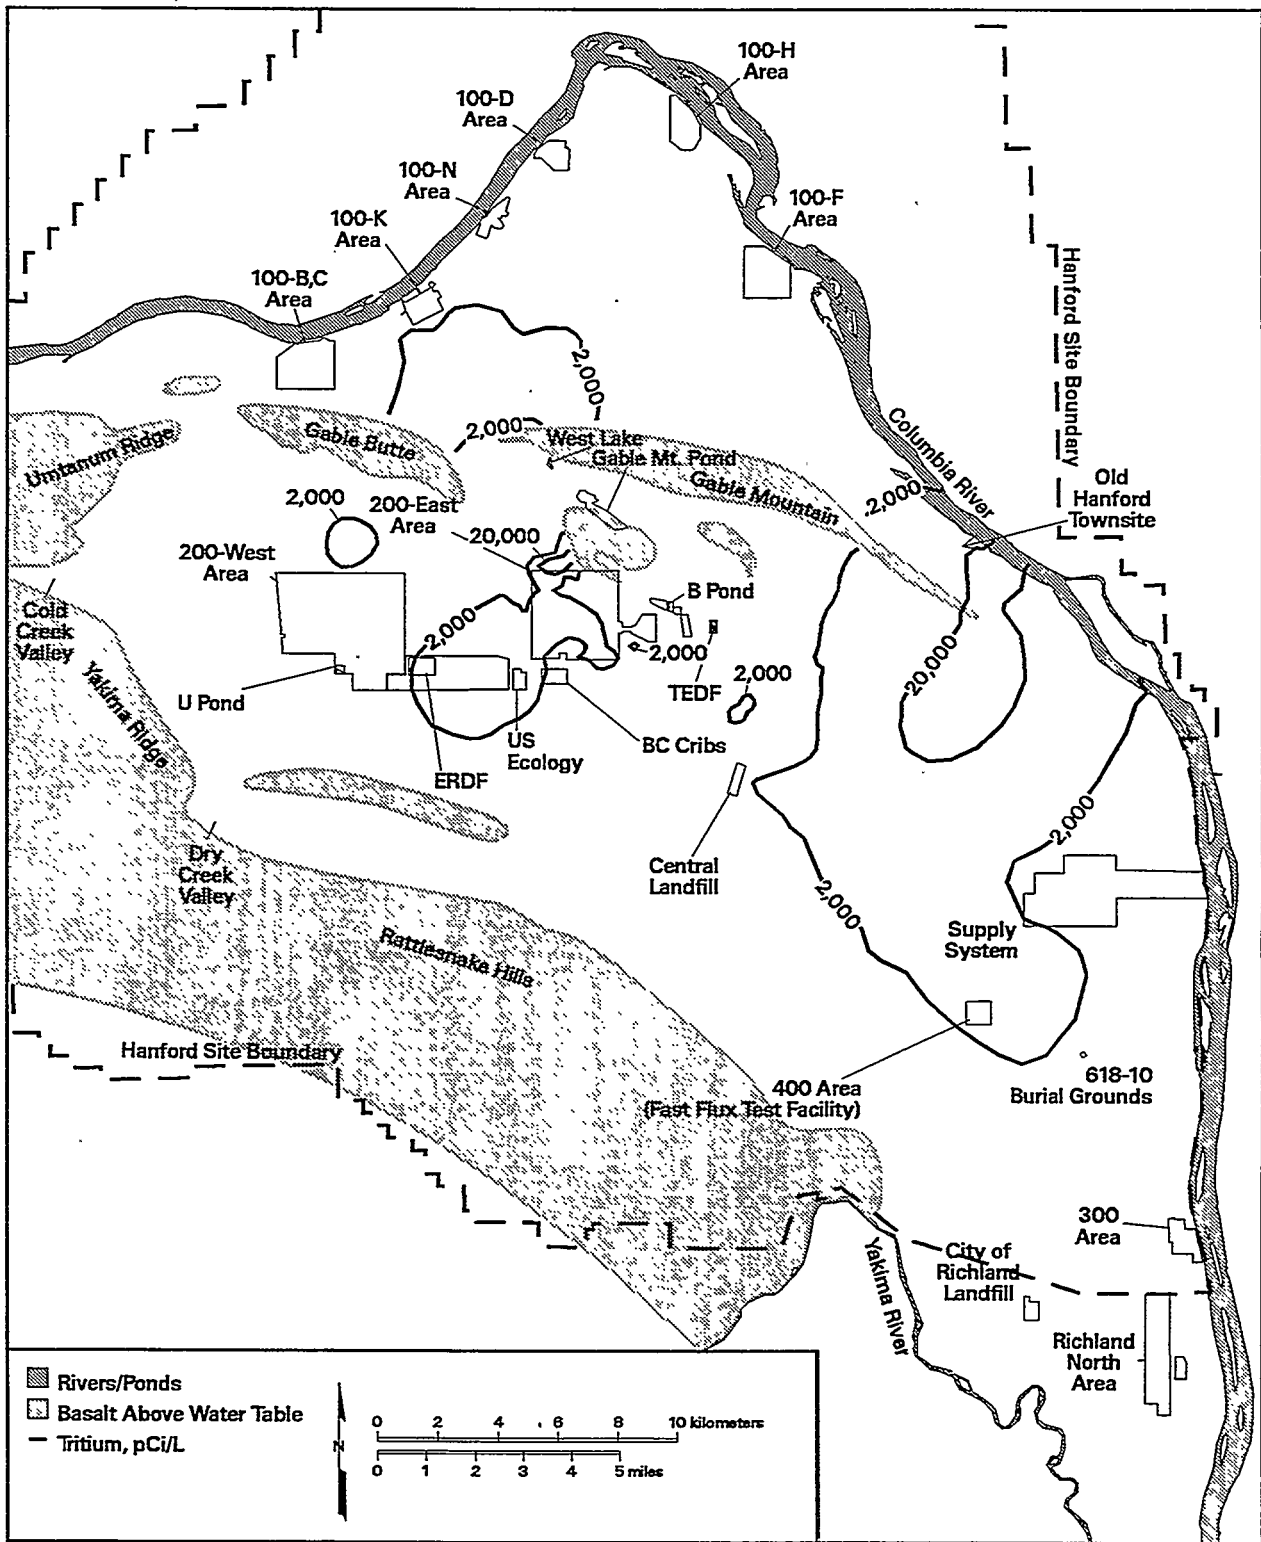 100-H
Area
100-D
Area
100-N
Area
100-K
Area
100-F
Area
100-B,C
Area
Hanford Site Boundary
2,000
Columbia River
Gable Butte
2,000
West Lake
Gable Mt. Pond
Gable Mountain
Umtanum Ridge
2,000
Old
Hanford
Townsite
2,000
200-East
Area
20,000
200-West
Area
B Pond
Cold
Creek
Valley
2,000
2,000
TEDF
2,000
20,000
Yakima Ridge
U Pond
US
Ecology
BC Cribs
ERDF
2,000
Dry
Creek
Valley
Central
Landfill
2,000
Supply
System
Rattlesnake Hills
Hanford Site Boundary
400 Area
(Fast Flux Test Facility)
618-10
Burial Grounds
300
Area
City of
Richland
Landfill
Yakima River
Richland
North
Area
Rivers/Ponds
Basalt Above Water Table
Tritium, pCi/L
N
0 2 4 6 8 10 kilometers
0 1 2 3 4 5 miles